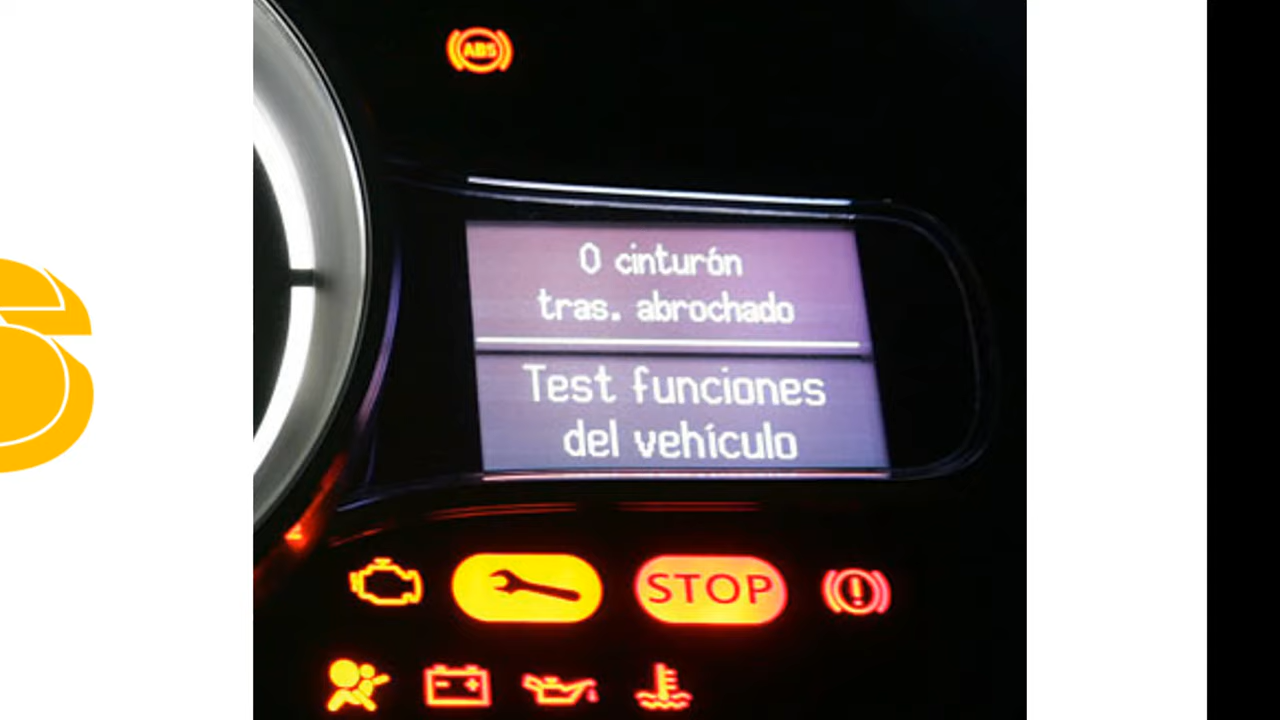 ABS
0 cinturón
tras. abrochado
Test funciones
del vehículo
STOP